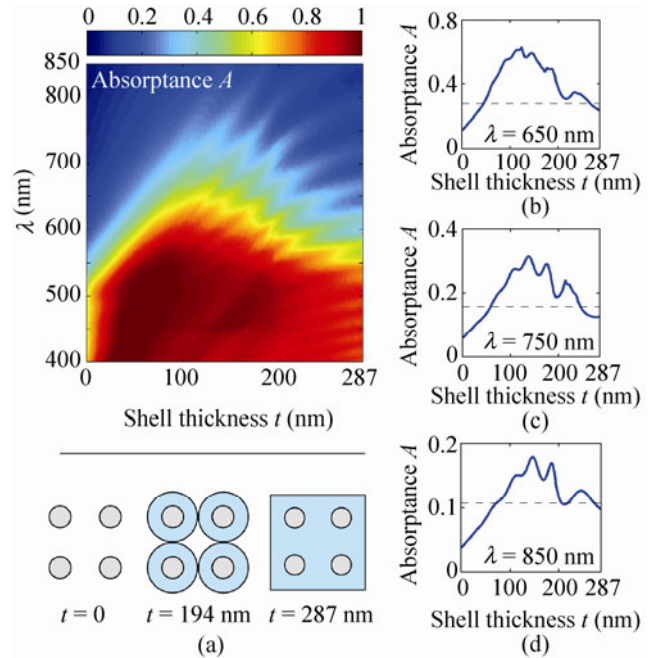 0 0.2 0.4 0.6 0.8 1
Absorptance A
850
800
700
600
500
400
λ (nm)
0 100 200 287
Shell thickness t (nm)
t = 0 t = 194 nm t = 287 nm
(a)
0.8
0.4
0
Absorptance A
λ = 650 nm
0 100 200 287
Shell thickness t (nm)
(b)
0.4
0.2
0
Absorptance A
λ = 750 nm
0 100 200 287
Shell thickness t (nm)
(c)
0.2
0.1
0
Absorptance A
λ = 850 nm
0 100 200 287
Shell thickness t (nm)
(d)